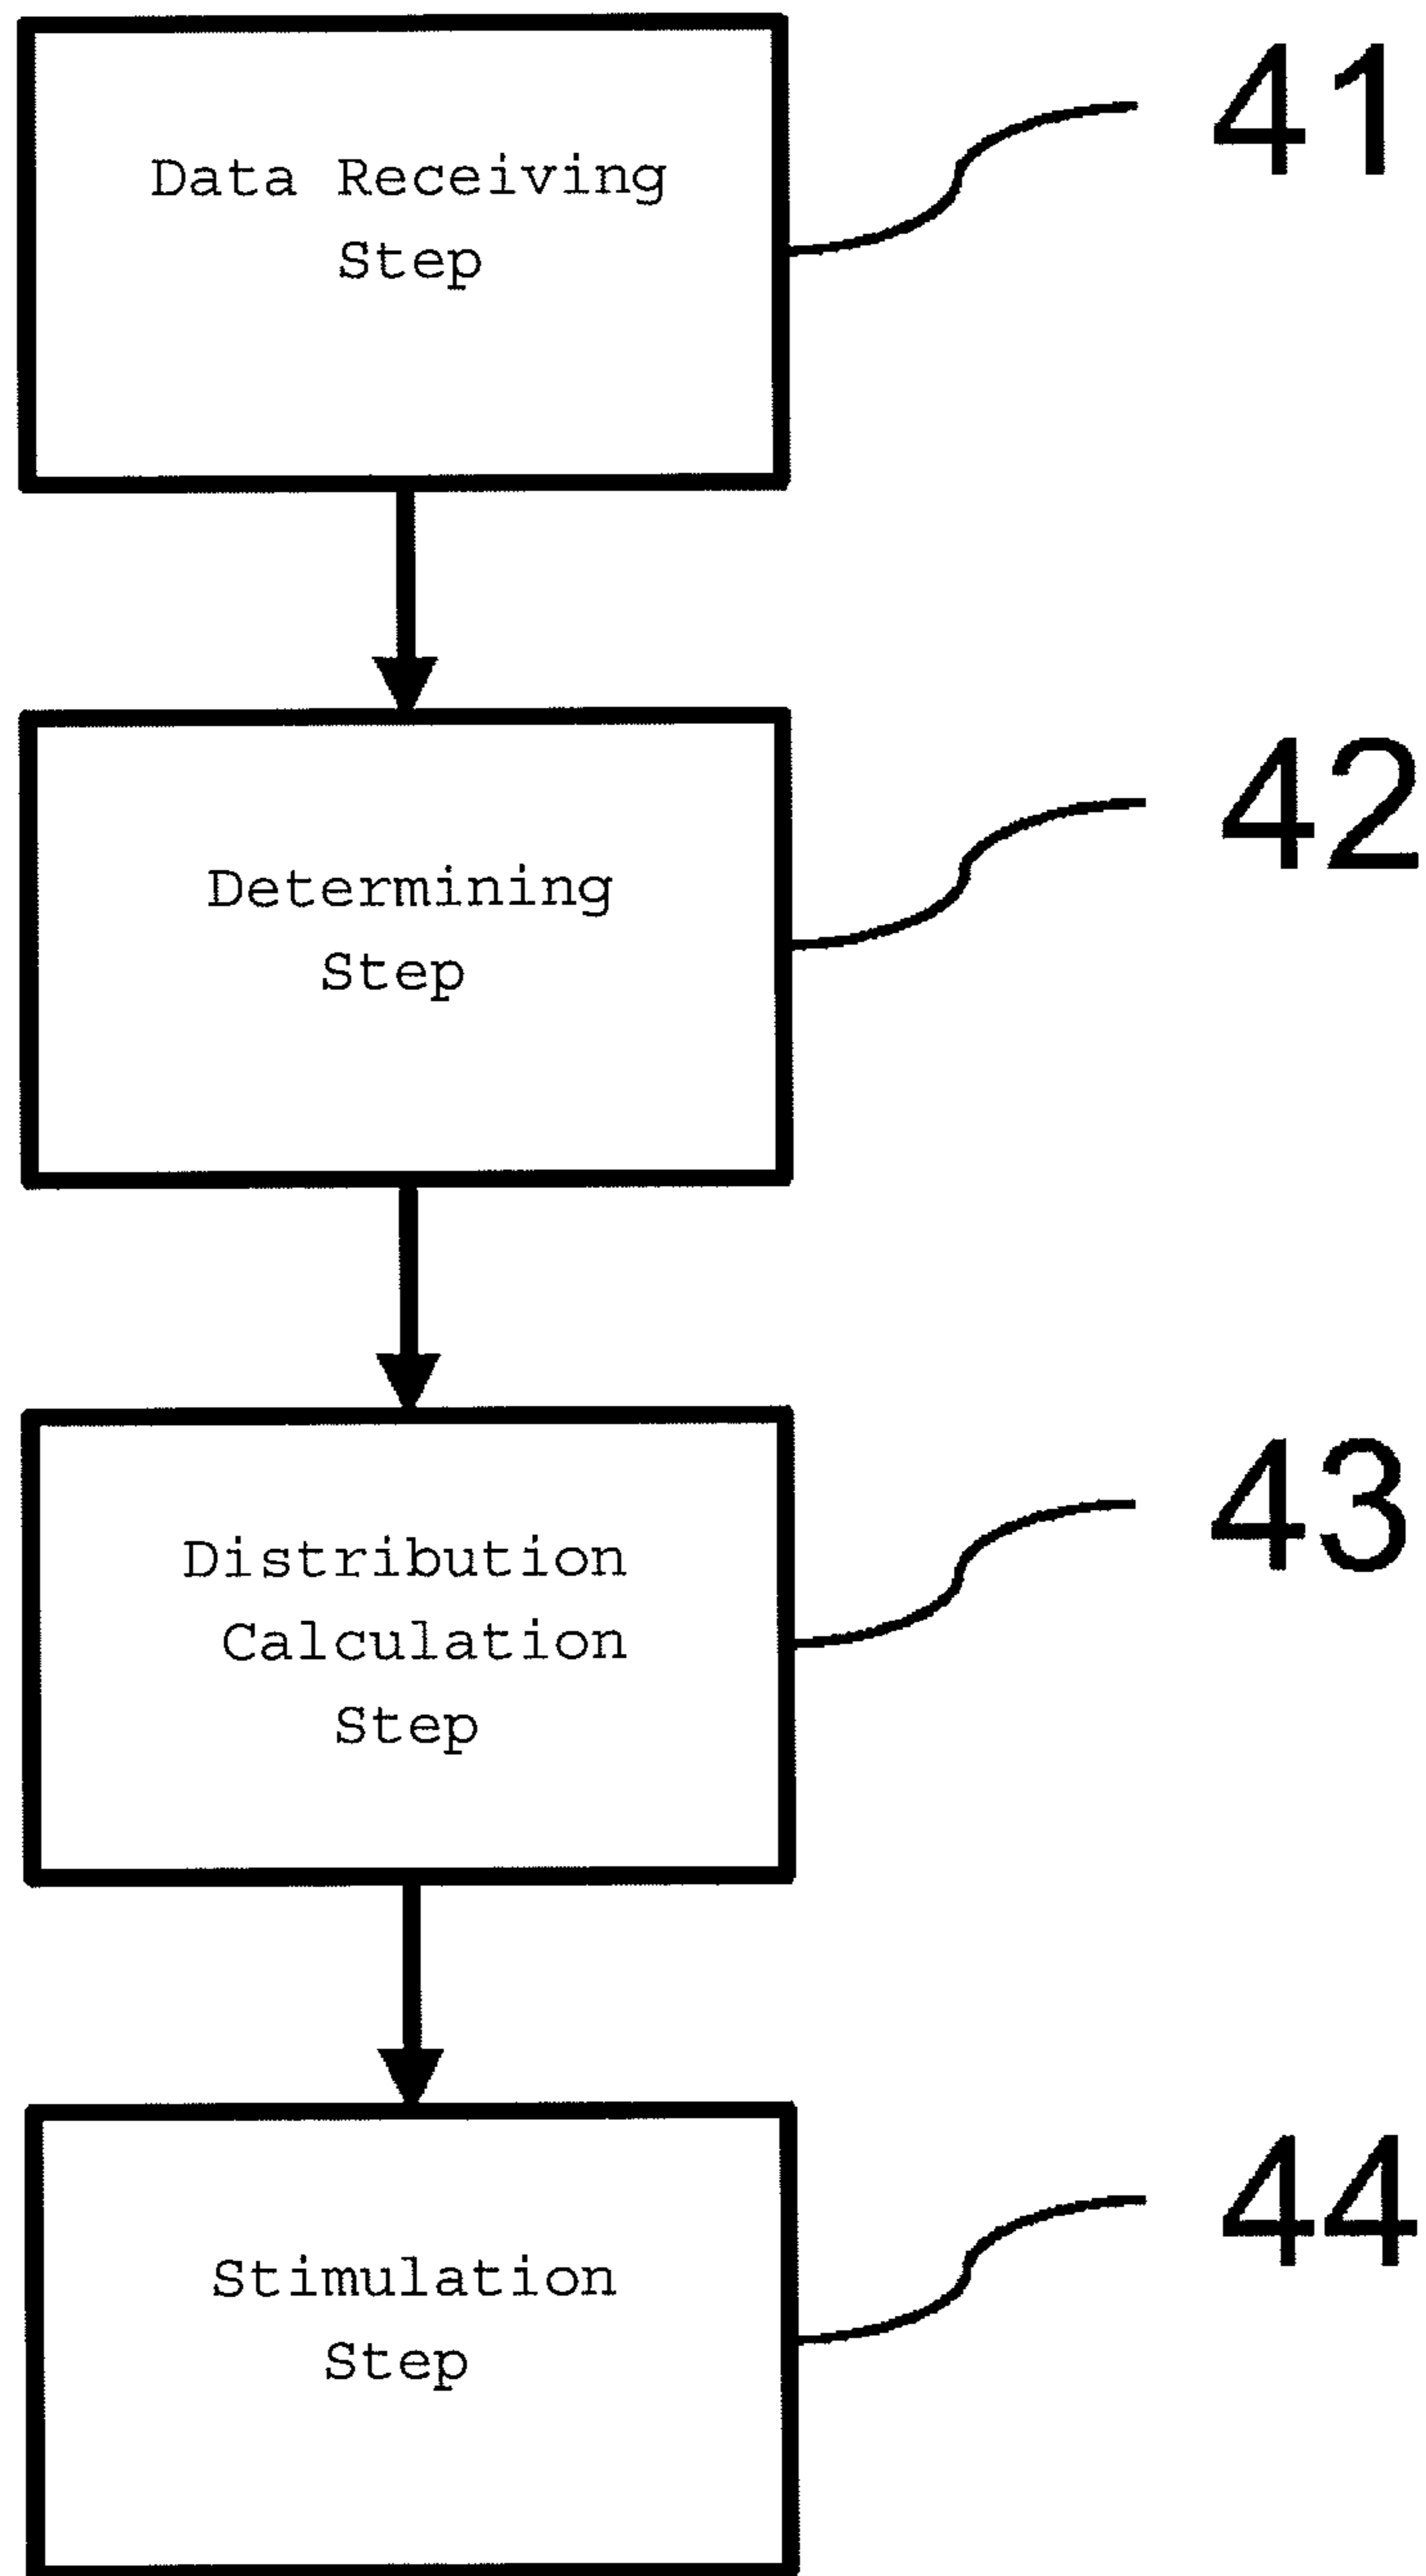 Data Receiving
Step
41
Determining
Step
42
Distribution
Calculation
Step
43
Stimulation
Step
44